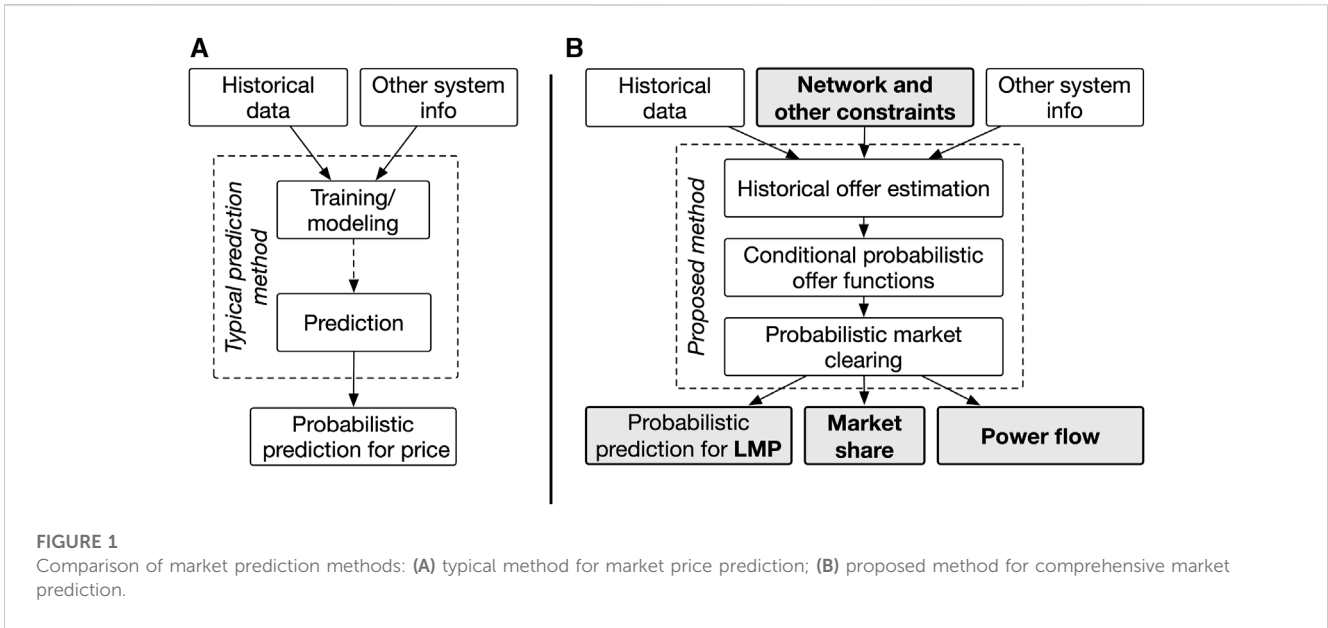 A
Historical
data
Other system
info
Typical prediction
method
Training/
modeling
Prediction
Probabilistic
prediction for price
B
Historical
data
Network and
other constraints
Other system
info
Proposed method
Historical offer estimation
Conditional probabilistic
offer functions
Probabilistic market
clearing
Probabilistic
prediction for LMP
Market
share
Power flow
FIGURE 1
Comparison of market prediction methods: (A) typical method for market price prediction; (B) proposed method for comprehensive market
prediction.